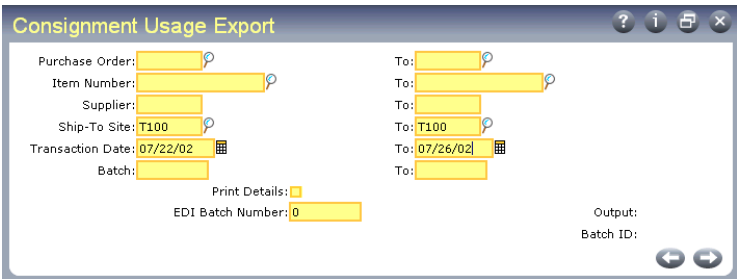 Consignment Usage Export
Purchase Order: To:
Item Number: To:
Supplier: To:
Ship-To Site: T100 To: T100
Transaction Date: 07/22/02 To: 07/26/02
Batch: To:
Print Details:
EDI Batch Number: 0 Output:
Batch ID: